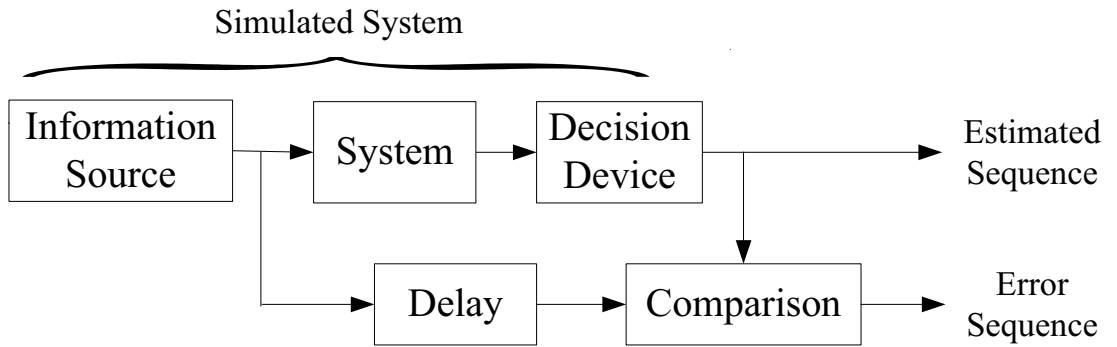 Simulated System
Information
Source
System
Decision
Device
Estimated
Sequence
Delay
Comparison
Error
Sequence